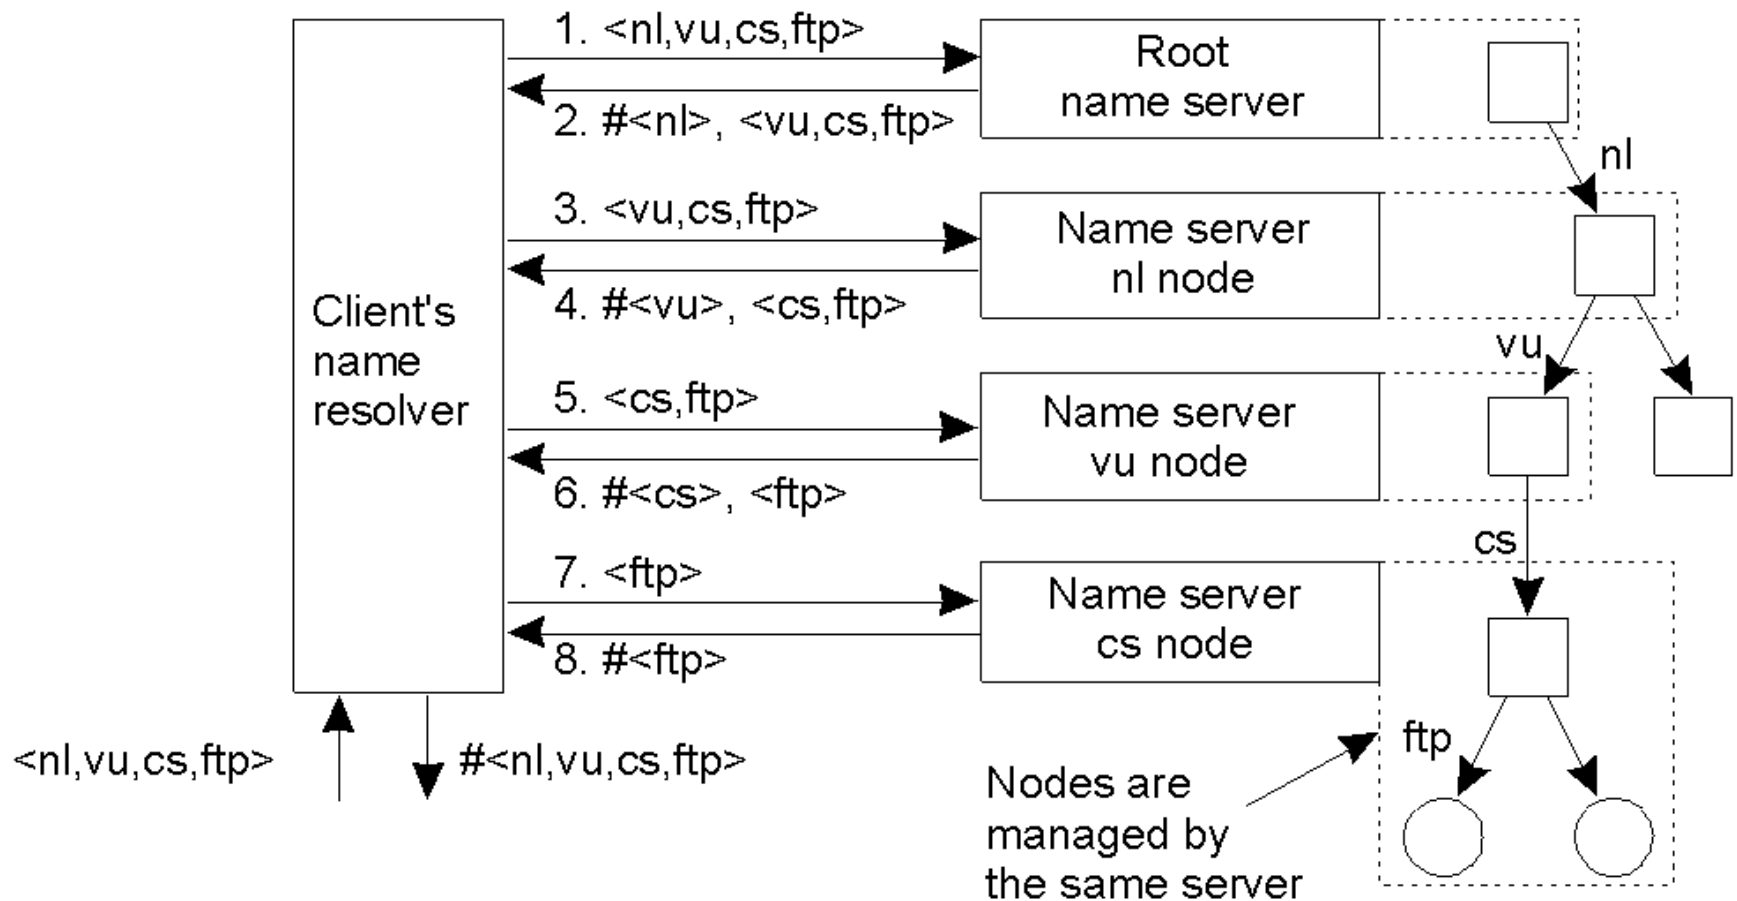 1. <nl,vu,cs,ftp>
2. #<nl>, <vu,cs,ftp>
Root
name server
nl
3. <vu,cs,ftp>
4. #<vu>, <cs,ftp>
Name server
nl node
vu
Client's
name
resolver
5. <cs,ftp>
6. #<cs>, <ftp>
Name server
vu node
cs
7. <ftp>
8. #<ftp>
Name server
cs node
ftp
<nl,vu,cs,ftp>
#<nl,vu,cs,ftp>
Nodes are
managed by
the same server